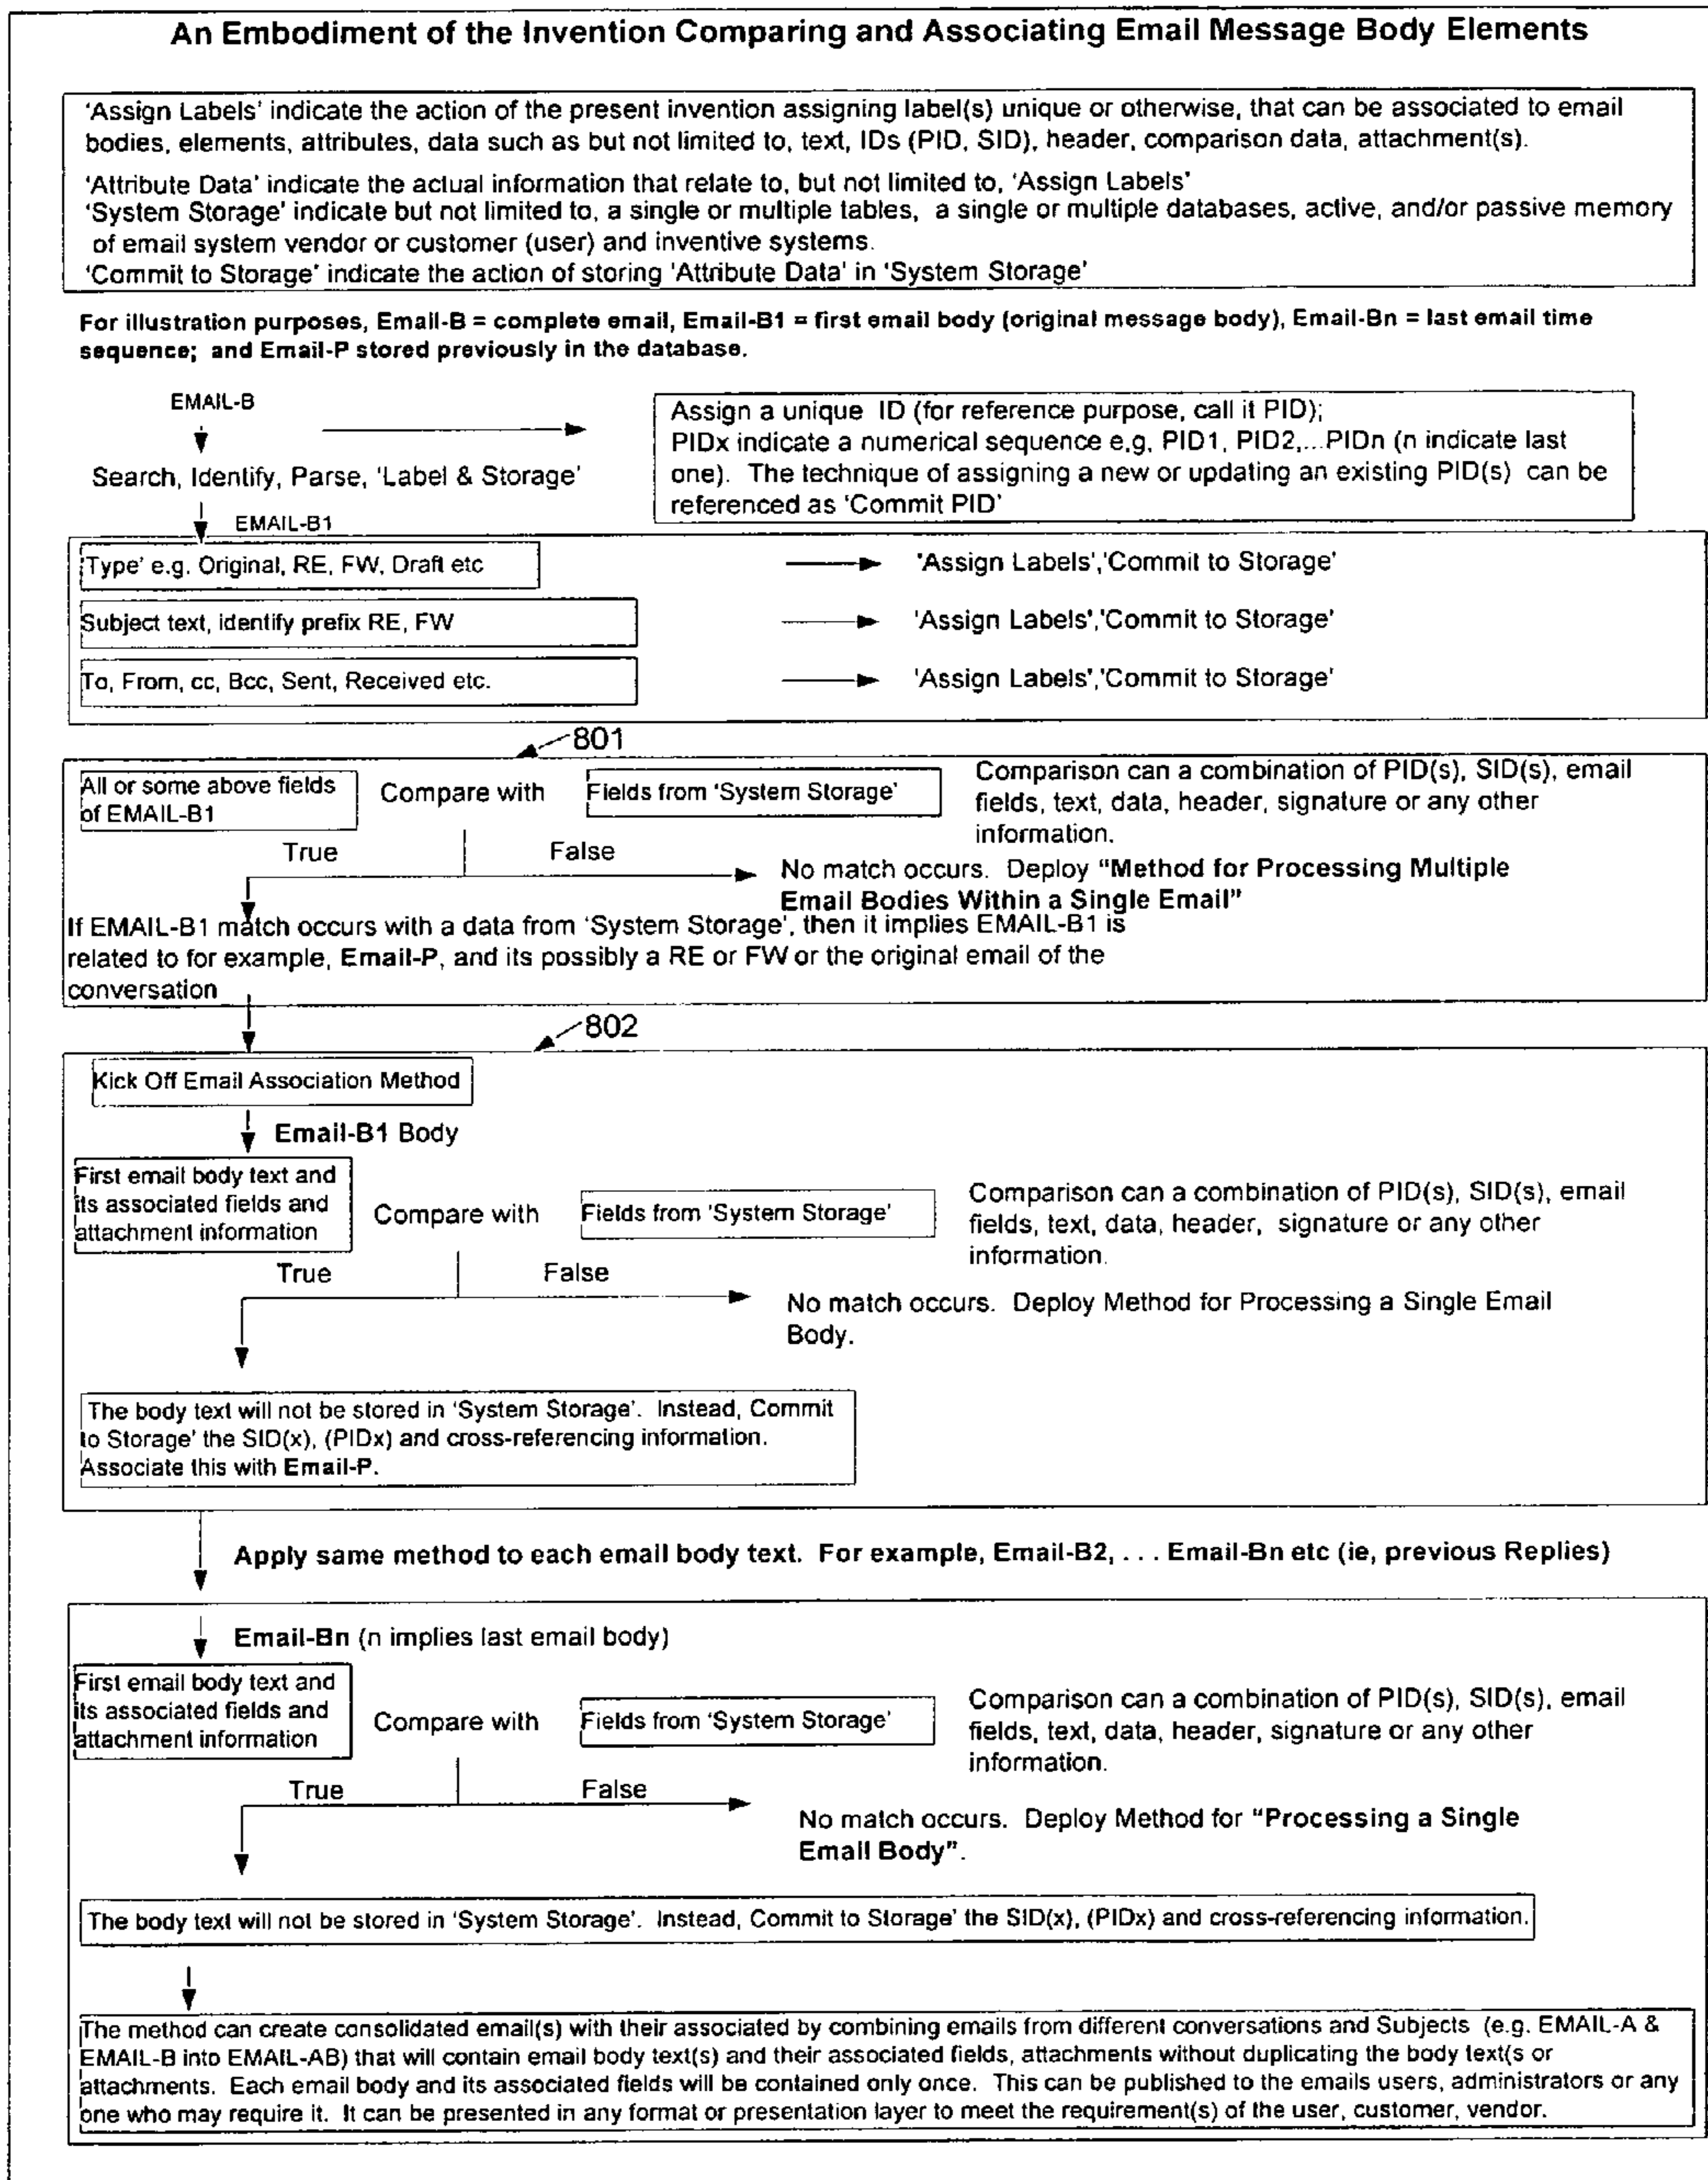 An Embodiment of the Invention Comparing and Associating Email Message Body Elements
'Assign Labels' indicate the action of the present invention assigning label(s) unique or otherwise, that can be associated to email
bodies, elements, attributes, data such as but not limited to, text, IDs (PID, SID), header, comparison data, attachment(s).
'Attribute Data' indicate the actual information that relate to, but not limited to, 'Assign Labels'
'System Storage' indicate but not limited to, a single or multiple tables, a single or multiple databases, active, and/or passive memory
of email system vendor or customer (user) and inventive systems.
'Commit to Storage' indicate the action of storing 'Attribute Data' in 'System Storage'
For illustration purposes, Email-B = complete email, Email-B1 = first email body (original message body), Email-Bn = last email time
sequence; and Email-P stored previously in the database.
EMAIL-B
Search, Identify, Parse, 'Label & Storage'
Assign a unique ID (for reference purpose, call it PID);
PIDx indicate a numerical sequence e.g, PID1, PID2,...PIDn (n indicate last
one). The technique of assigning a new or updating an existing PID(s) can be
referenced as 'Commit PID'
EMAIL-B1
Type' e.g. Original, RE, FW, Draft etc
'Assign Labels','Commit to Storage'
Subject text, identify prefix RE, FW
'Assign Labels','Commit to Storage'
To, From, cc, Bcc, Sent, Received etc.
'Assign Labels','Commit to Storage'
801
All or some above fields
of EMAIL-B1
Compare with
Fields from 'System Storage'
Comparison can a combination of PID(s), SID(s), email
fields, text, data, header, signature or any other
information.
True
False
No match occurs. Deploy "Method for Processing Multiple
Email Bodies Within a Single Email"
If EMAIL-B1 match occurs with a data from 'System Storage', then it implies EMAIL-B1 is
related to for example, Email-P, and its possibly a RE or FW or the original email of the
conversation
802
Kick Off Email Association Method
Email-B1 Body
First email body text and
its associated fields and
attachment information
Compare with
Fields from 'System Storage'
Comparison can a combination of PID(s), SID(s), email
fields, text, data, header, signature or any other
information.
True
False
No match occurs. Deploy Method for Processing a Single Email
Body.
The body text will not be stored in 'System Storage'. Instead, Commit
to Storage' the SID(x), (PIDx) and cross-referencing information.
Associate this with Email-P.
Apply same method to each email body text. For example, Email-B2, . . . Email-Bn etc (ie, previous Replies)
Email-Bn (n implies last email body)
First email body text and
its associated fields and
attachment information
Compare with
Fields from 'System Storage'
Comparison can a combination of PID(s), SID(s), email
fields, text, data, header, signature or any other
information.
True
False
No match occurs. Deploy Method for "Processing a Single
Email Body".
The body text will not be stored in 'System Storage'. Instead, Commit to Storage' the SID(x), (PIDx) and cross-referencing information.
The method can create consolidated email(s) with their associated by combining emails from different conversations and Subjects (e.g. EMAIL-A &
EMAIL-B into EMAIL-AB) that will contain email body text(s) and their associated fields, attachments without duplicating the body text(s or
attachments. Each email body and its associated fields will be contained only once. This can be published to the emails users, administrators or any
one who may require it. It can be presented in any format or presentation layer to meet the requirement(s) of the user, customer, vendor.